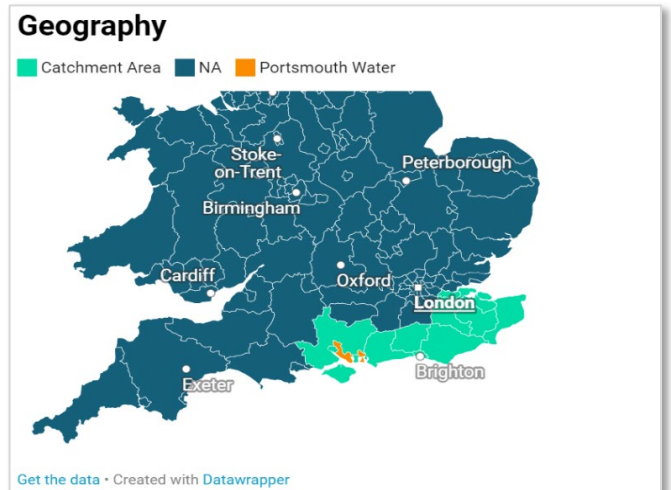 Geography
Catchment Area NA Portsmouth Water
Stoke-
on-Trent
Peterborough
Birmingham
Cardiff
Oxford
London
Brighton
Exeter
Get the data • Created with Datawrapper